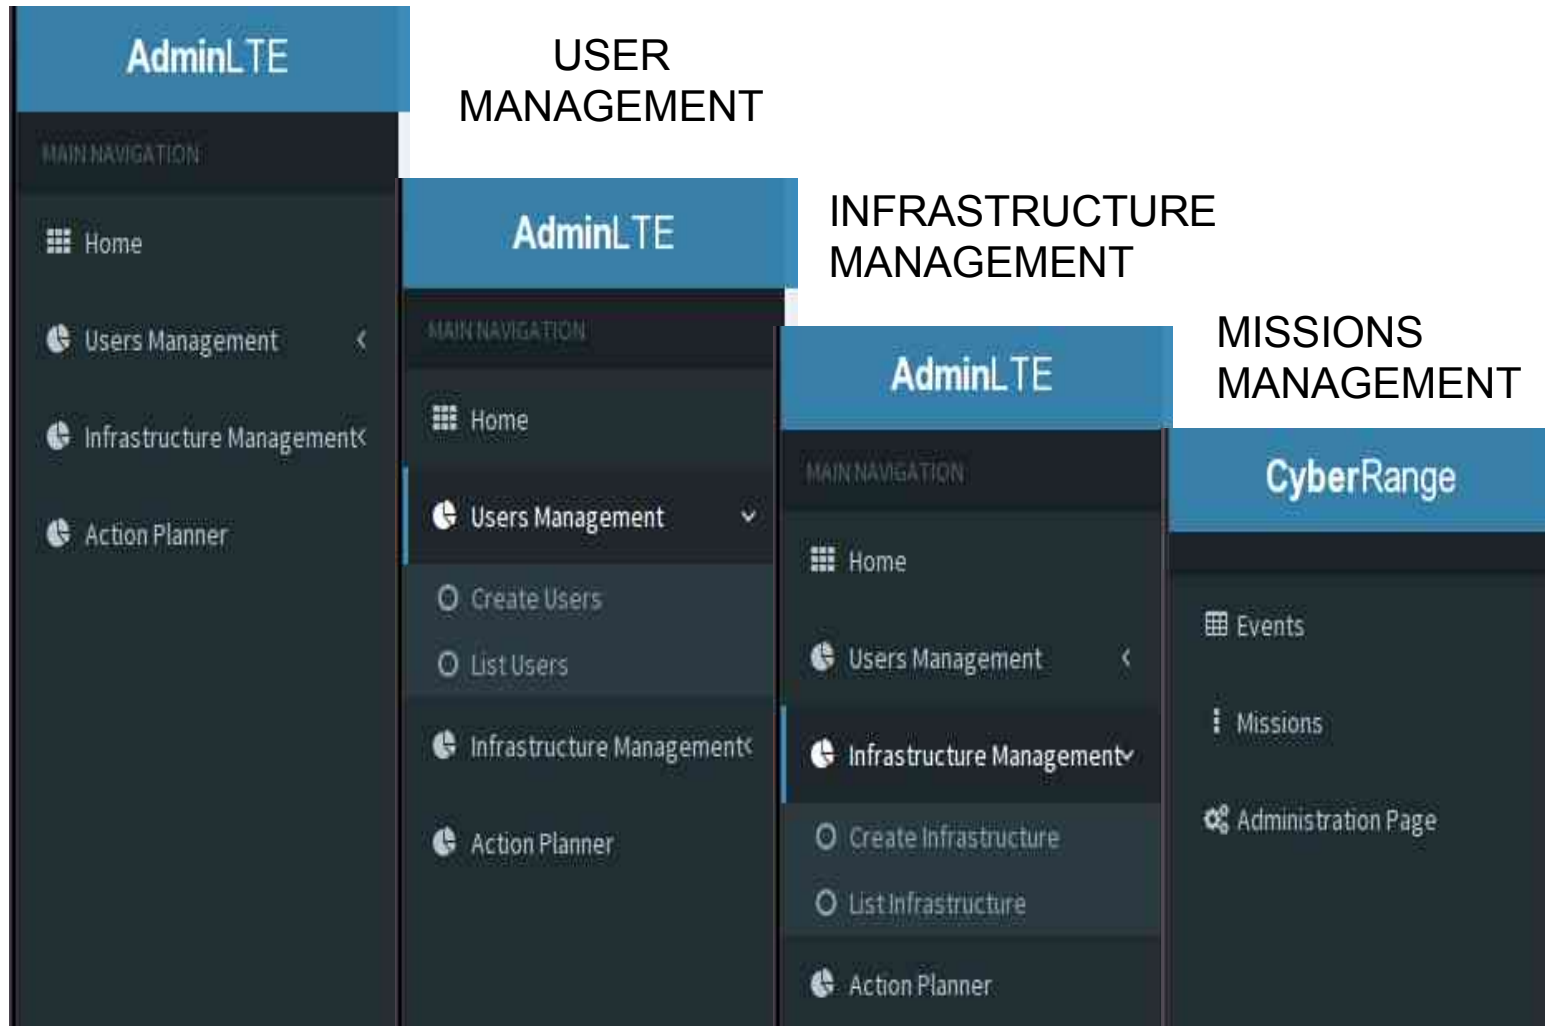 AdminLTE
MAIN NAVIGATION
Home
Users Management
Infrastructure Management
Action Planner
USER
MANAGEMENT
AdminLTE
MAIN NAVIGATION
Home
Users Management
Create Users
List Users
Infrastructure Management
Action Planner
INFRASTRUCTURE
MANAGEMENT
AdminLTE
MAIN NAVIGATION
Home
Users Management
Infrastructure Management
Create Infrastructure
List Infrastructure
Action Planner
MISSIONS
MANAGEMENT
CyberRange
Events
Missions
Administration Page